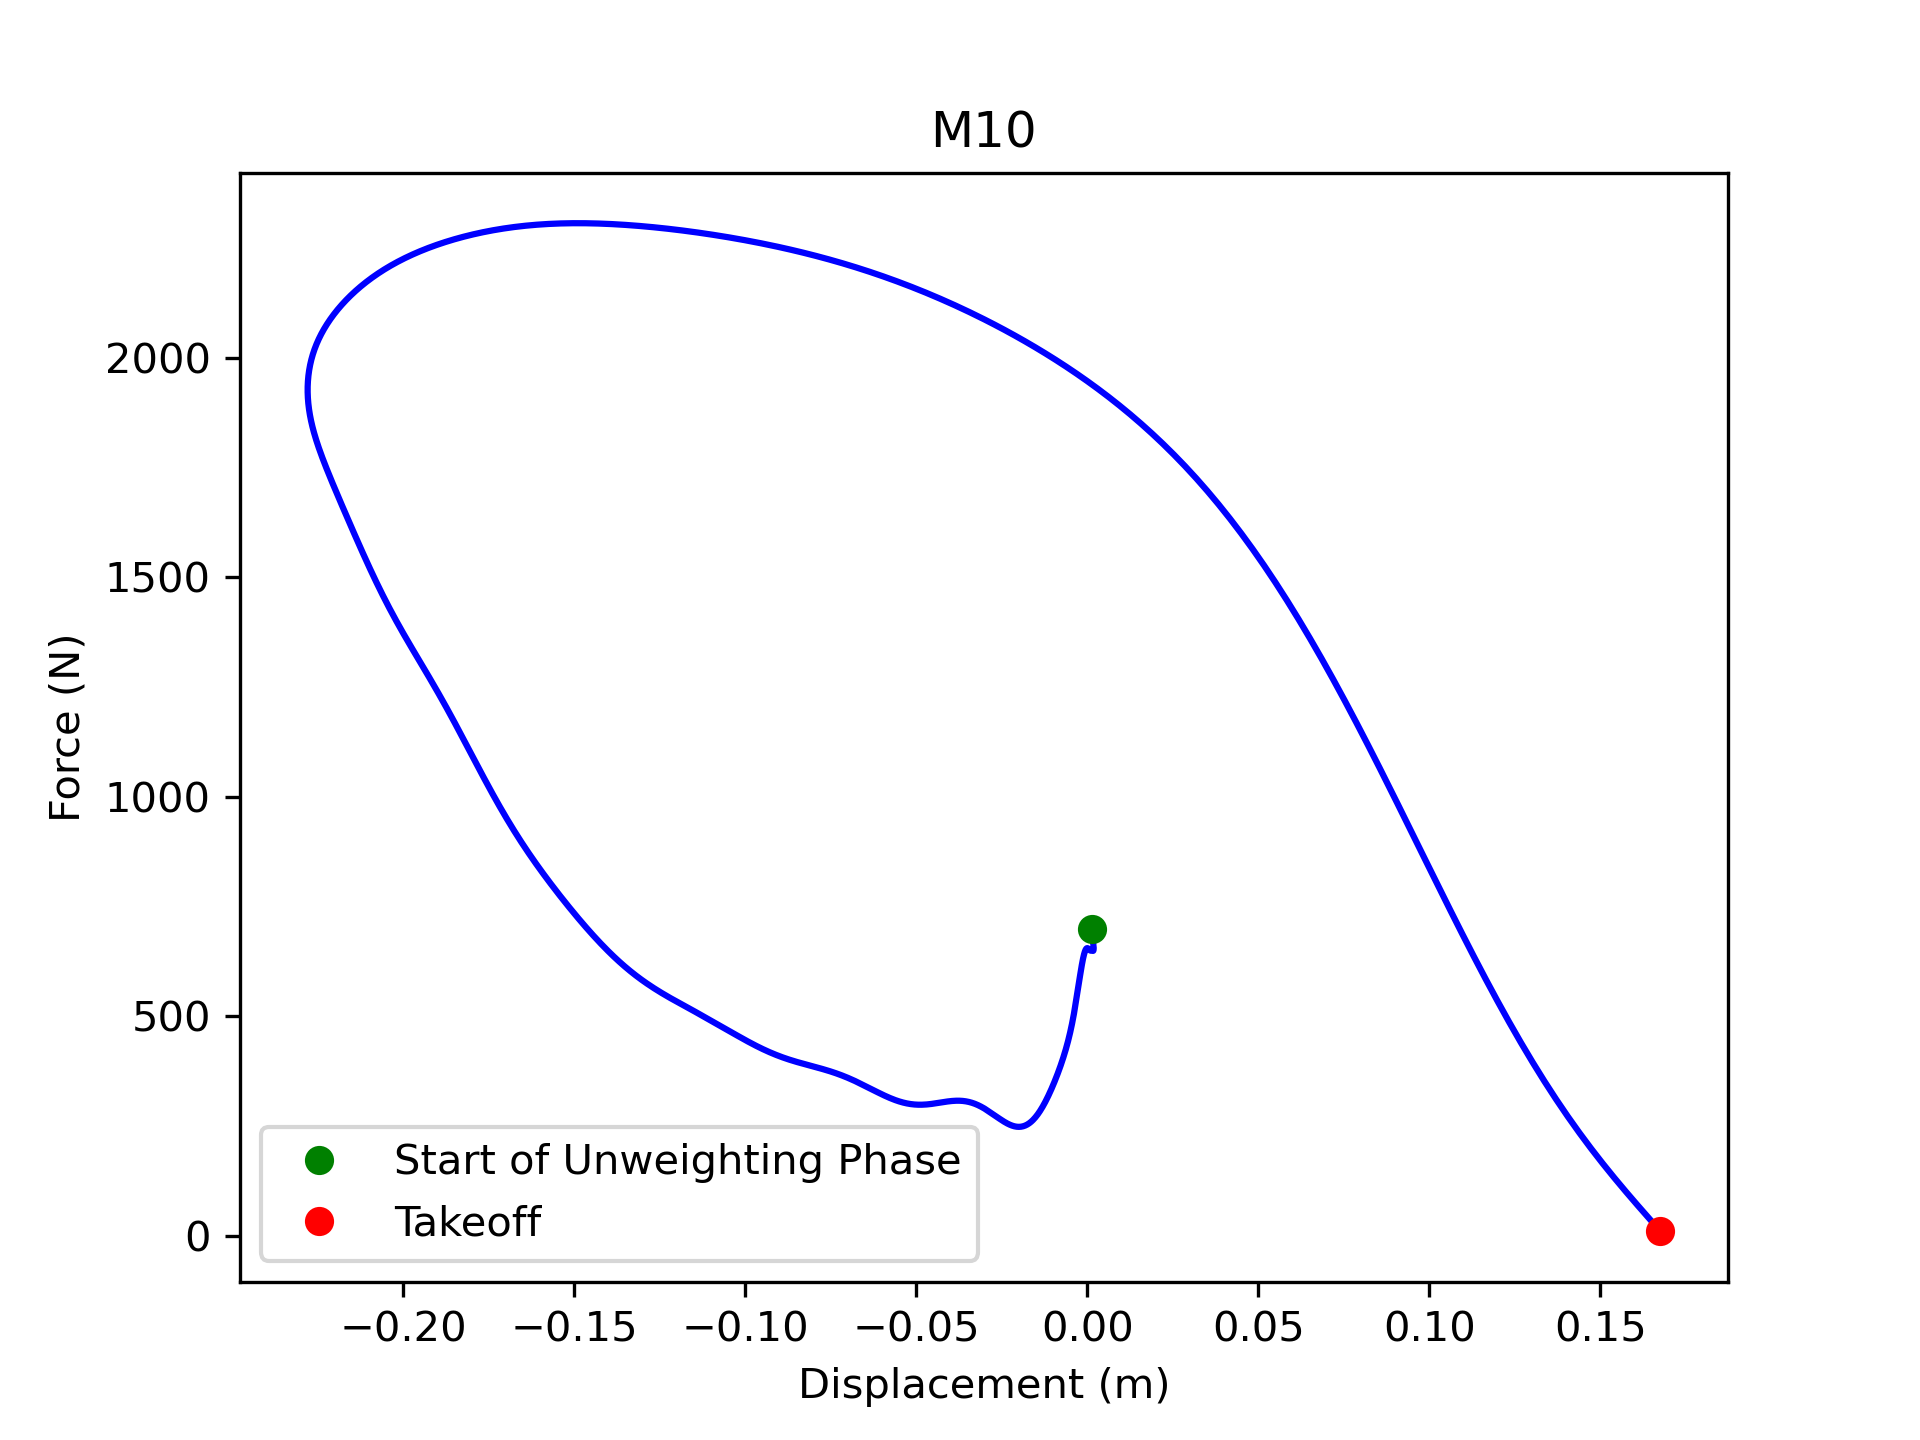 M10
Force (N)
2000
1500
1000
500
0
Start of Unweighting Phase
Takeoff
−0.20 −0.15 −0.10 −0.05 0.00 0.05 0.10 0.15
Displacement (m)